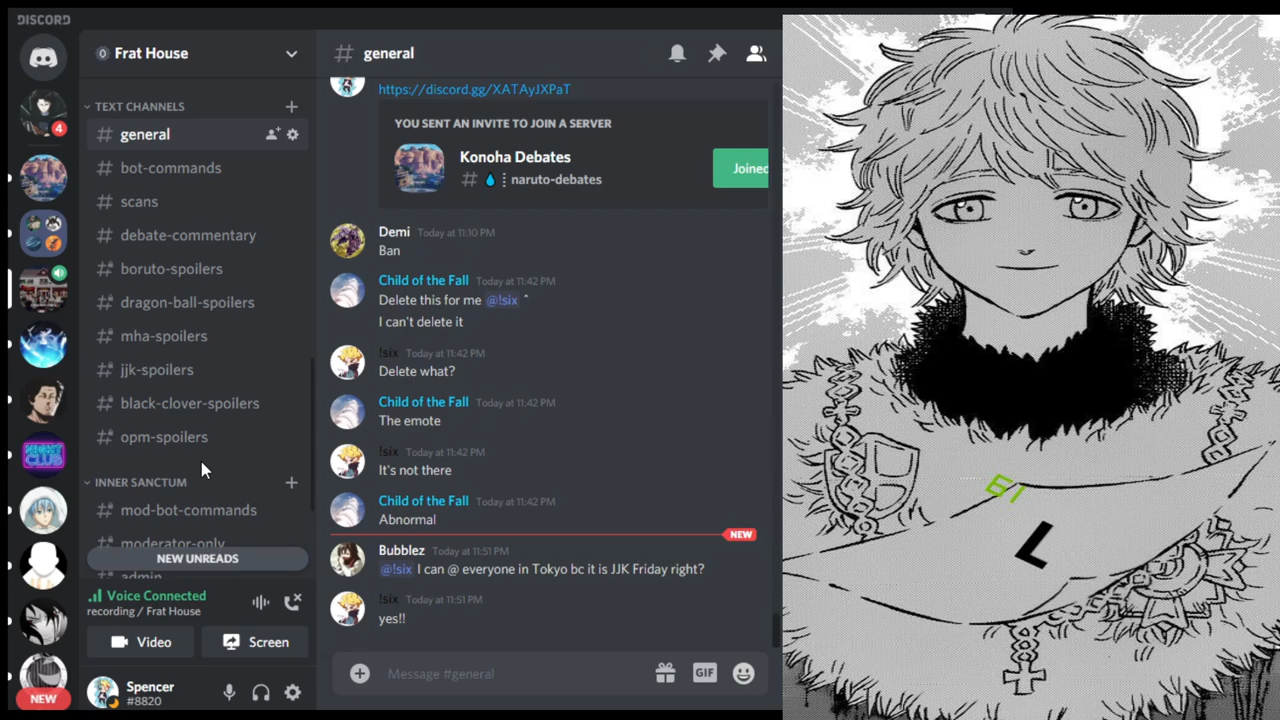 DISCORD
Frat House
general
TEXT CHANNELS
general
bot-commands
scans
debate-commentary
boruto-spoilers
dragon-ball-spoilers
mha-spoilers
jjk-spoilers
black-clover-spoilers
opm-spoilers
INNER SANCTUM
mod-bot-commands
moderator-only
NEW UNREADS
admin
Voice Connected
recording / Frat House
Video
Screen
Spencer
#8820
4
NIGHT
CLUB
NEW
https://discord.gg/XATAyJXPaT
YOU SENT AN INVITE TO JOIN A SERVER
Konoha Debates
naruto-debates
Joined
Demi Today at 11:10 PM
Ban
Child of the Fall Today at 11:42 PM
Delete this for me @!six ^
I can't delete it
!six Today at 11:42 PM
Delete what?
Child of the Fall Today at 11:42 PM
The emote
!six Today at 11:42 PM
It's not there
Child of the Fall Today at 11:42 PM
Abnormal
NEW
Bubblez Today at 11:51 PM
@!six I can @ everyone in Tokyo bc it is JJK Friday right?
!six Today at 11:51 PM
yes!!
Message #general
GIF
L